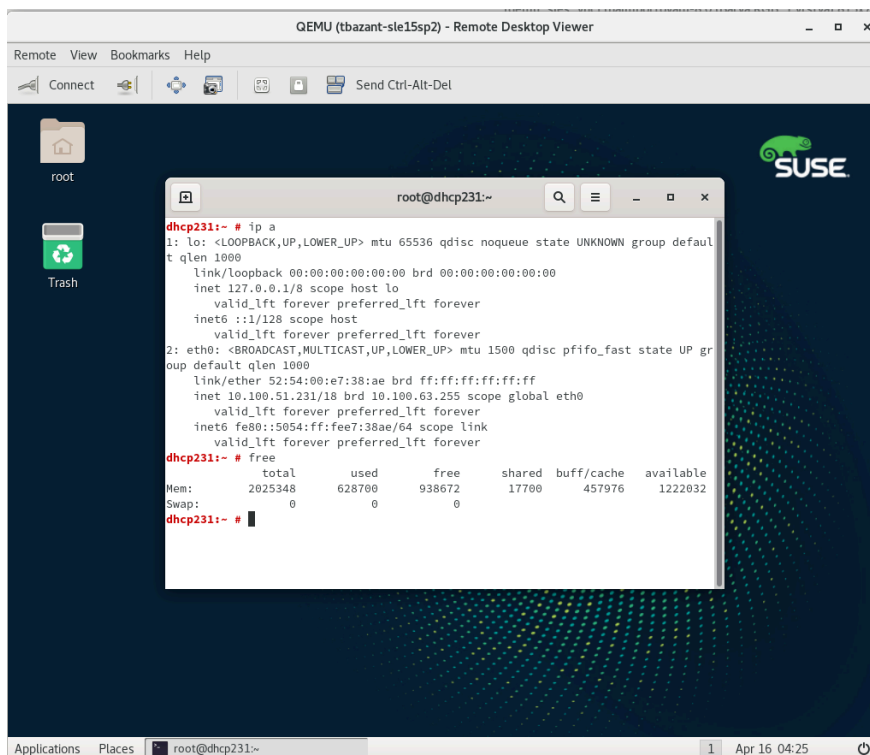 QEMU (tbazant-sle15sp2) - Remote Desktop Viewer
Remote View Bookmarks Help
Connect Send Ctrl-Alt-Del
root
Trash
SUSE
root@dhcp231:~
dhcp231:~ # ip a
1: lo: <LOOPBACK,UP,LOWER_UP> mtu 65536 qdisc noqueue state UNKNOWN group defaul
t qlen 1000
    link/loopback 00:00:00:00:00:00 brd 00:00:00:00:00:00
    inet 127.0.0.1/8 scope host lo
       valid_lft forever preferred_lft forever
    inet6 ::1/128 scope host
       valid_lft forever preferred_lft forever
2: eth0: <BROADCAST,MULTICAST,UP,LOWER_UP> mtu 1500 qdisc pfifo_fast state UP gr
oup default qlen 1000
    link/ether 52:54:00:e7:38:ae brd ff:ff:ff:ff:ff:ff
    inet 10.100.51.231/18 brd 10.100.63.255 scope global eth0
       valid_lft forever preferred_lft forever
    inet6 fe80::5054:ff:fee7:38ae/64 scope link
       valid_lft forever preferred_lft forever
dhcp231:~ # free
              total        used        free      shared  buff/cache   available
Mem:        2025348      628700      938672       17700      457976     1222032
Swap:             0           0           0
dhcp231:~ #
Applications Places root@dhcp231:~ 1 Apr 16 04:25